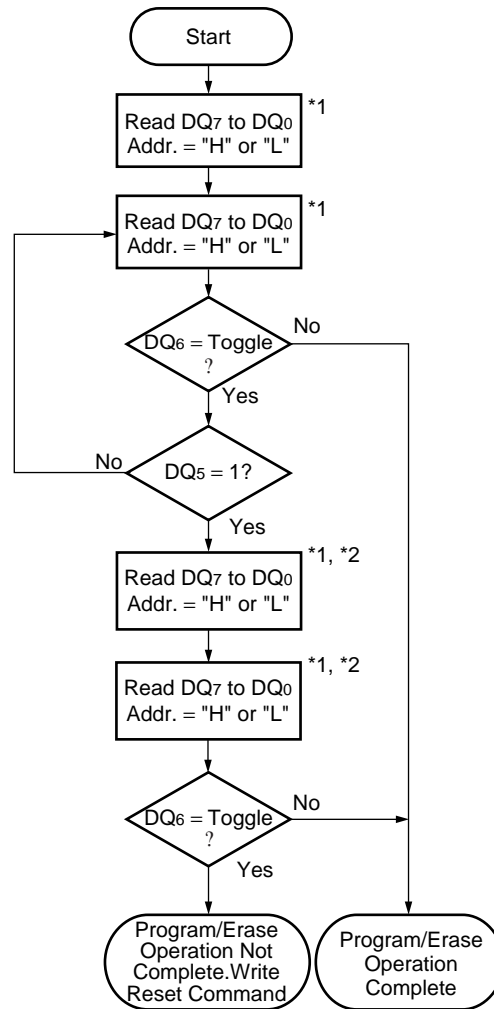 Start
Read DQ7 to DQ0
Addr. = "H" or "L"
*1
Read DQ7 to DQ0
Addr. = "H" or "L"
*1
DQ6 = Toggle
?
No
Yes
DQ5 = 1?
No
Yes
Read DQ7 to DQ0
Addr. = "H" or "L"
*1, *2
Read DQ7 to DQ0
Addr. = "H" or "L"
*1, *2
DQ6 = Toggle
?
No
Yes
Program/Erase
Operation Not
Complete.Write
Reset Command
Program/Erase
Operation
Complete